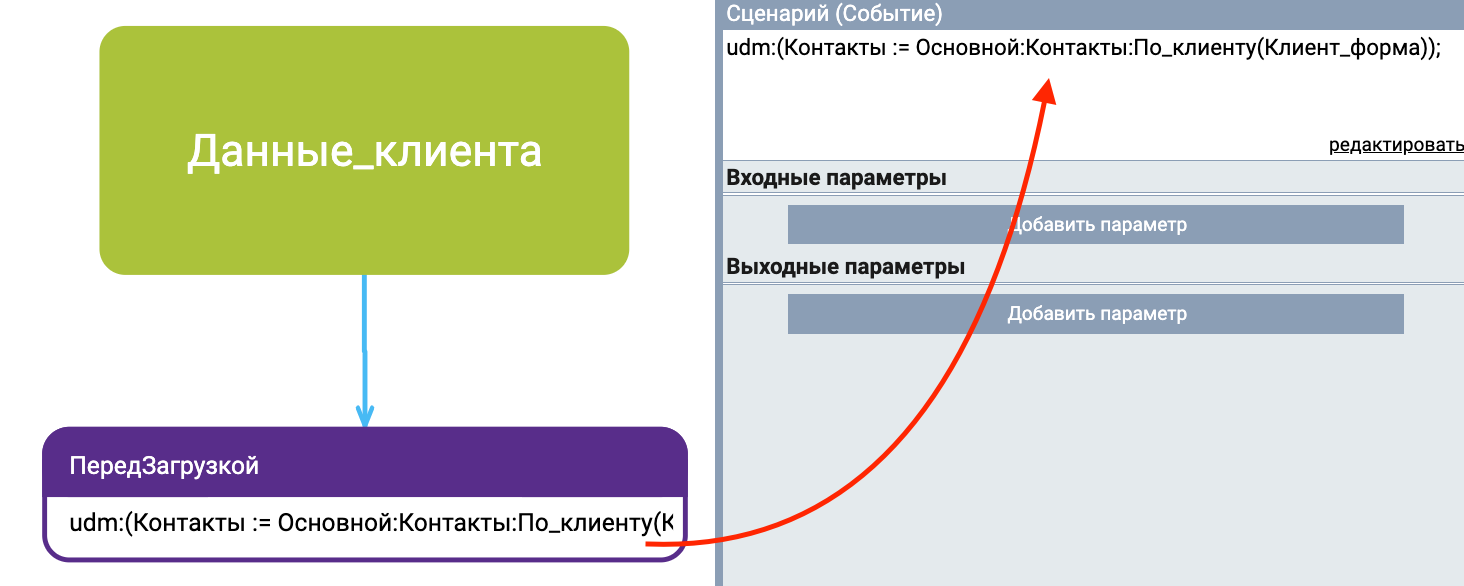 Данные_клиента
ПередЗагрузкой
udm:(Контакты := Основной:Контакты:По_клиенту(К
Сценарий (Событие)
udm:(Контакты := Основной:Контакты:По_клиенту(Клиент_форма));
редактировать
Входные параметры
Добавить параметр
Выходные параметры
Добавить параметр